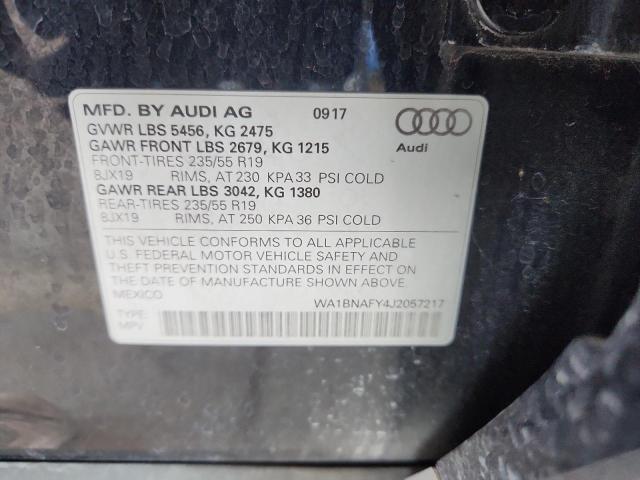 MFD. BY AUDI AG 0917
GVWR LBS 5456, KG 2475
GAWR FRONT LBS 2679, KG 1215
Audi
FRONT-TIRES 235/55 R19
8JX19 RIMS, AT 230 KPA 33 PSI COLD
GAWR REAR LBS 3042, KG 1380
REAR-TIRES 235/55 R19
8JX19 RIMS, AT 250 KPA 36 PSI COLD
THIS VEHICLE CONFORMS TO ALL APPLICABLE
U.S. FEDERAL MOTOR VEHICLE SAFETY AND
THEFT PREVENTION STANDARDS IN EFFECT ON
THE DATE OF MANUFACTURE SHOWN ABOVE.
MEXICO WA1BNAFY4J2057217
TYPE:
MPV